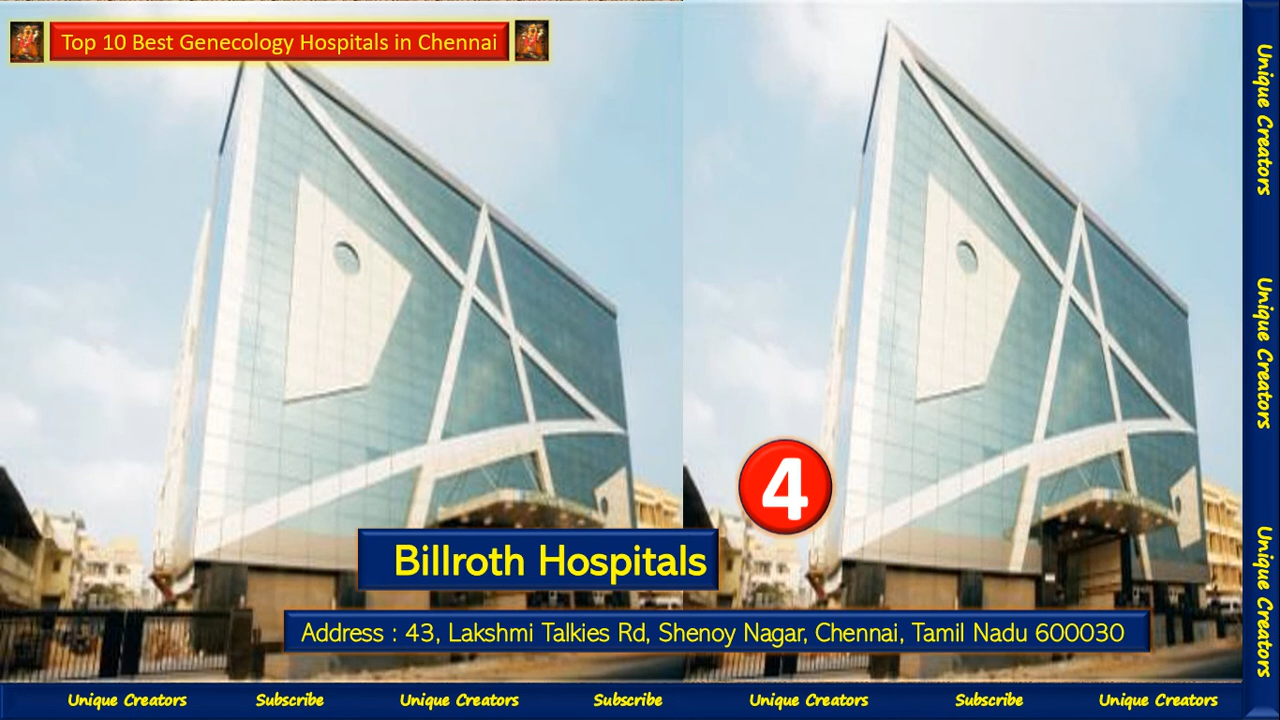 Top 10 Best Genecology Hospitals in Chennai
4
Billroth Hospitals
Address : 43, Lakshmi Talkies Rd, Shenoy Nagar, Chennai, Tamil Nadu 600030
Unique Creators
Subscribe
Unique Creators
Subscribe
Unique Creators
Subscribe
Unique Creators
Unique Creators
Unique Creators
Unique Creators